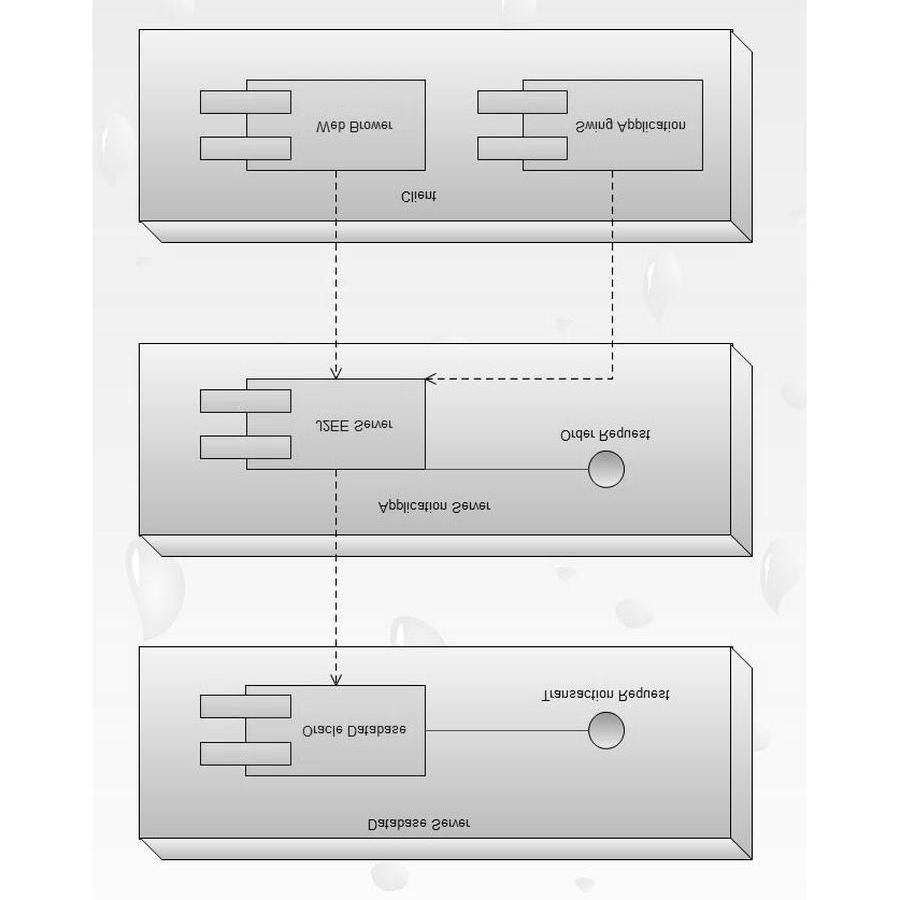 Web Brower
Swing Application
Client
J2EE Server
Order Request
Application Server
Transaction Request
Oracle Database
Database Server